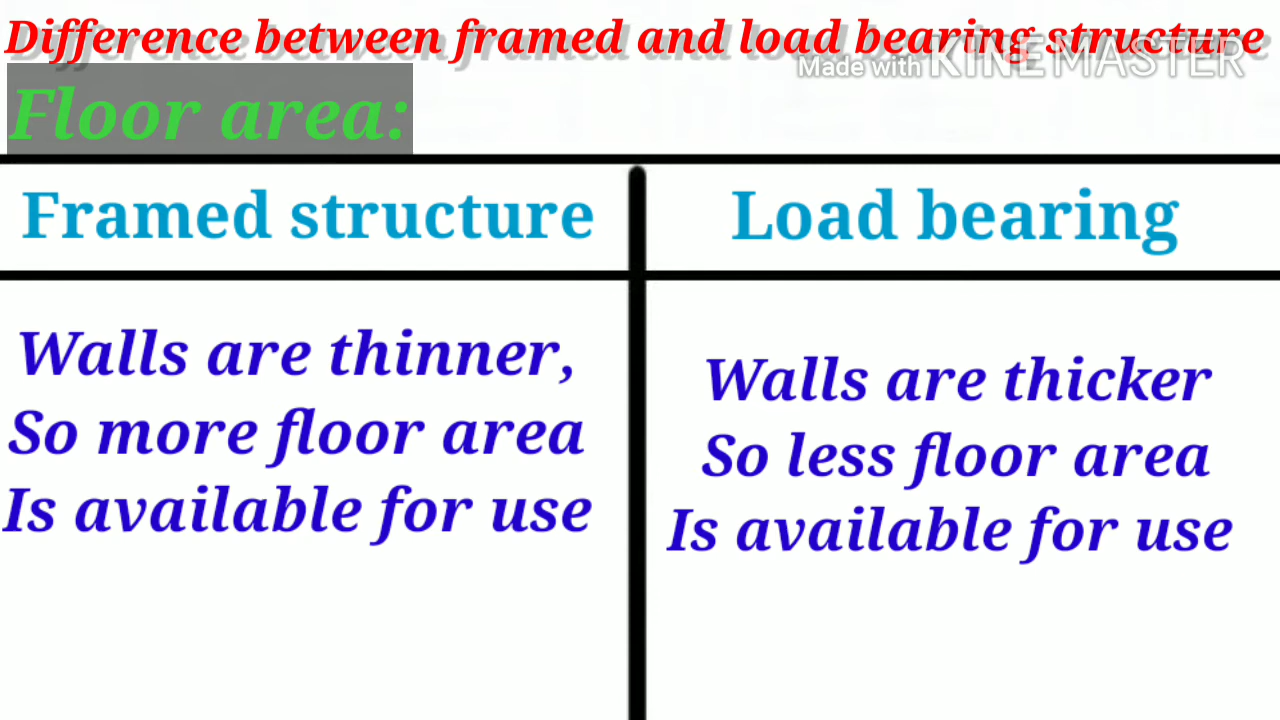 Difference between framed and load bearing structure
Made with KINEMASTER
Floor area:
Framed structure
Load bearing
Walls are thinner,
So more floor area
Is available for use
Walls are thicker
So less floor area
Is available for use